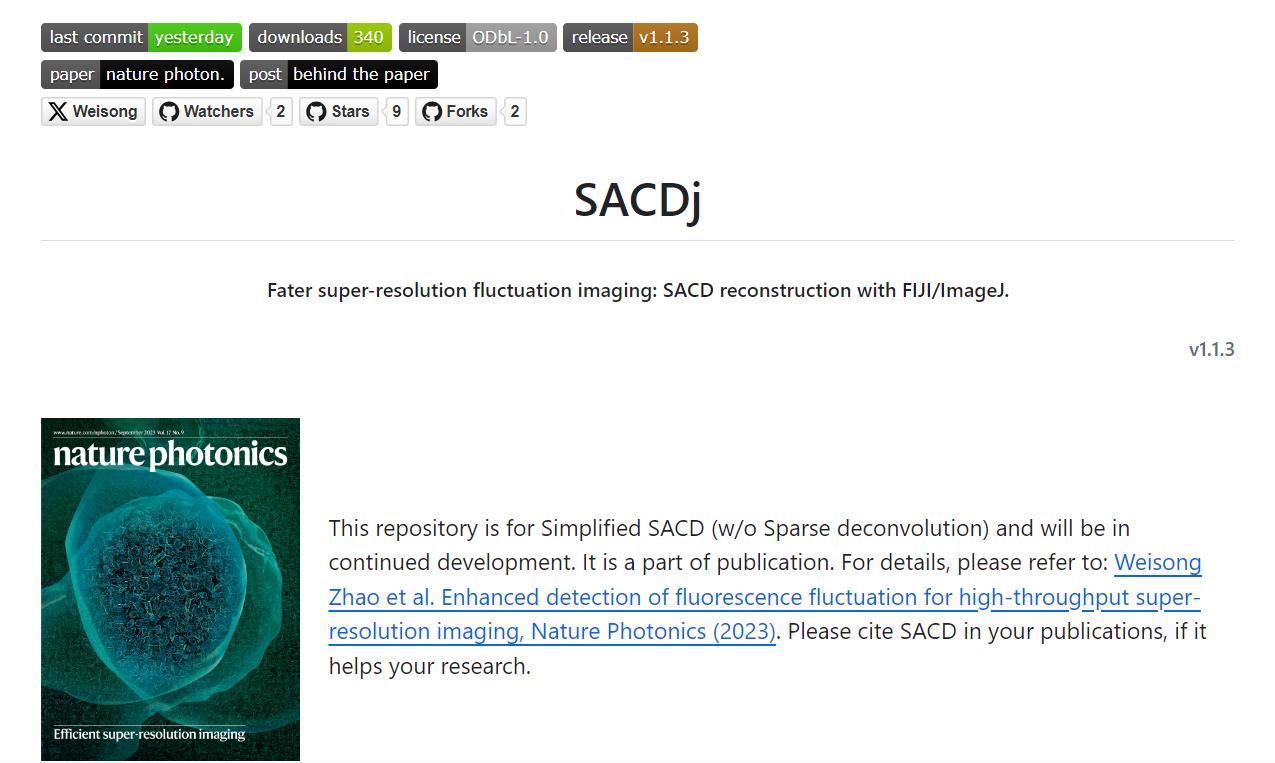 last commit yesterday downloads 340 license ODbL-1.0 release v1.1.3
paper nature photon. post behind the paper
Weisong Watchers 2 Stars 9 Forks 2
SACDj
Fater super-resolution fluctuation imaging: SACD reconstruction with FIJI/ImageJ.
v1.1.3
www.nature.com/nphoton/September 2023 Vol. 17 No. 9
nature photonics
Efficient super-resolution imaging
This repository is for Simplified SACD (w/o Sparse deconvolution) and will be in
continued development. It is a part of publication. For details, please refer to: Weisong
Zhao et al. Enhanced detection of fluorescence fluctuation for high-throughput super-
resolution imaging, Nature Photonics (2023). Please cite SACD in your publications, if it
helps your research.